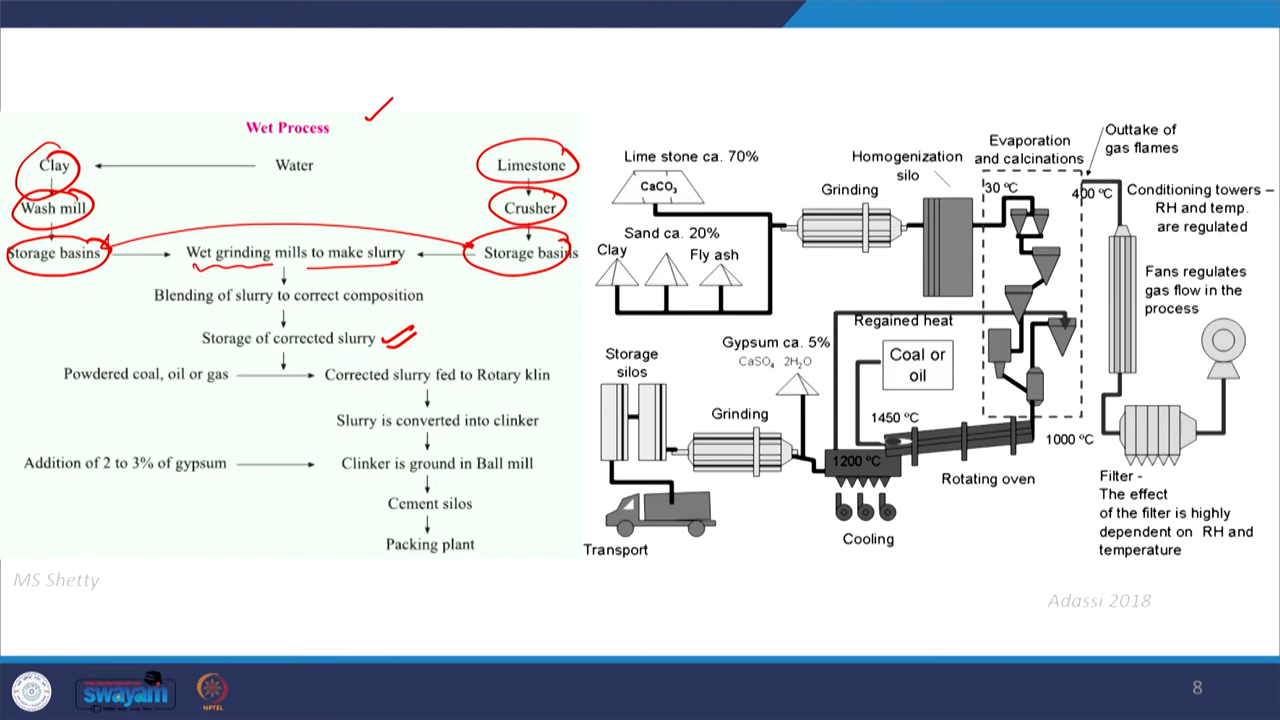 Wet Process
Clay
Water
Limestone
Wash mill
Crusher
Storage basins
Wet grinding mills to make slurry
Storage basins
Blending of slurry to correct composition
Storage of corrected slurry
Powdered coal, oil or gas
Corrected slurry fed to Rotary klin
Slurry is converted into clinker
Addition of 2 to 3% of gypsum
Clinker is ground in Ball mill
Cement silos
Packing plant
MS Shetty
Lime stone ca. 70%
CaCO₃
Sand ca. 20%
Clay
Fly ash
Grinding
Homogenization
silo
Evaporation
and calcinations
30 ºC
Outtake of
gas flames
400 ºC
Conditioning towers –
RH and temp.
are regulated
Fans regulates
gas flow in the
process
Regained heat
Coal or
oil
Gypsum ca. 5%
CaSO₄ 2H₂O
Storage
silos
Grinding
1450 ºC
1200 ºC
1000 ºC
Rotating oven
Cooling
Transport
Filter -
The effect
of the filter is highly
dependent on RH and
temperature
Adassi 2018
swayam
NPTEL
8